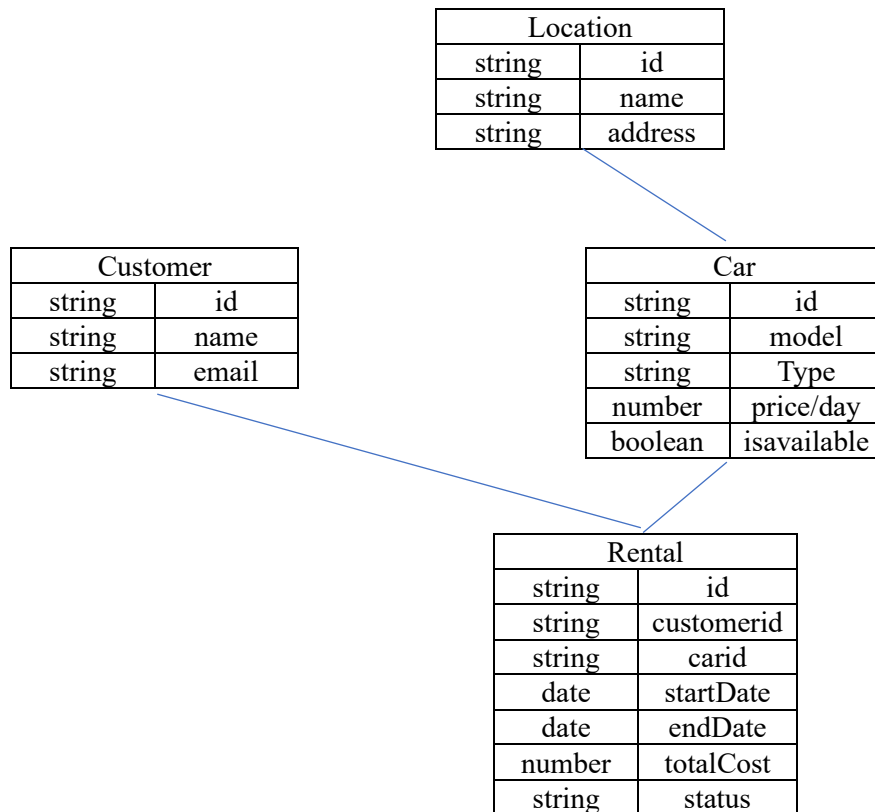 Location
string id
string name
string address
Customer
string id
string name
string email
Car
string id
string model
string Type
number price/day
boolean isavailable
Rental
string id
string customerid
string carid
date startDate
date endDate
number totalCost
string status